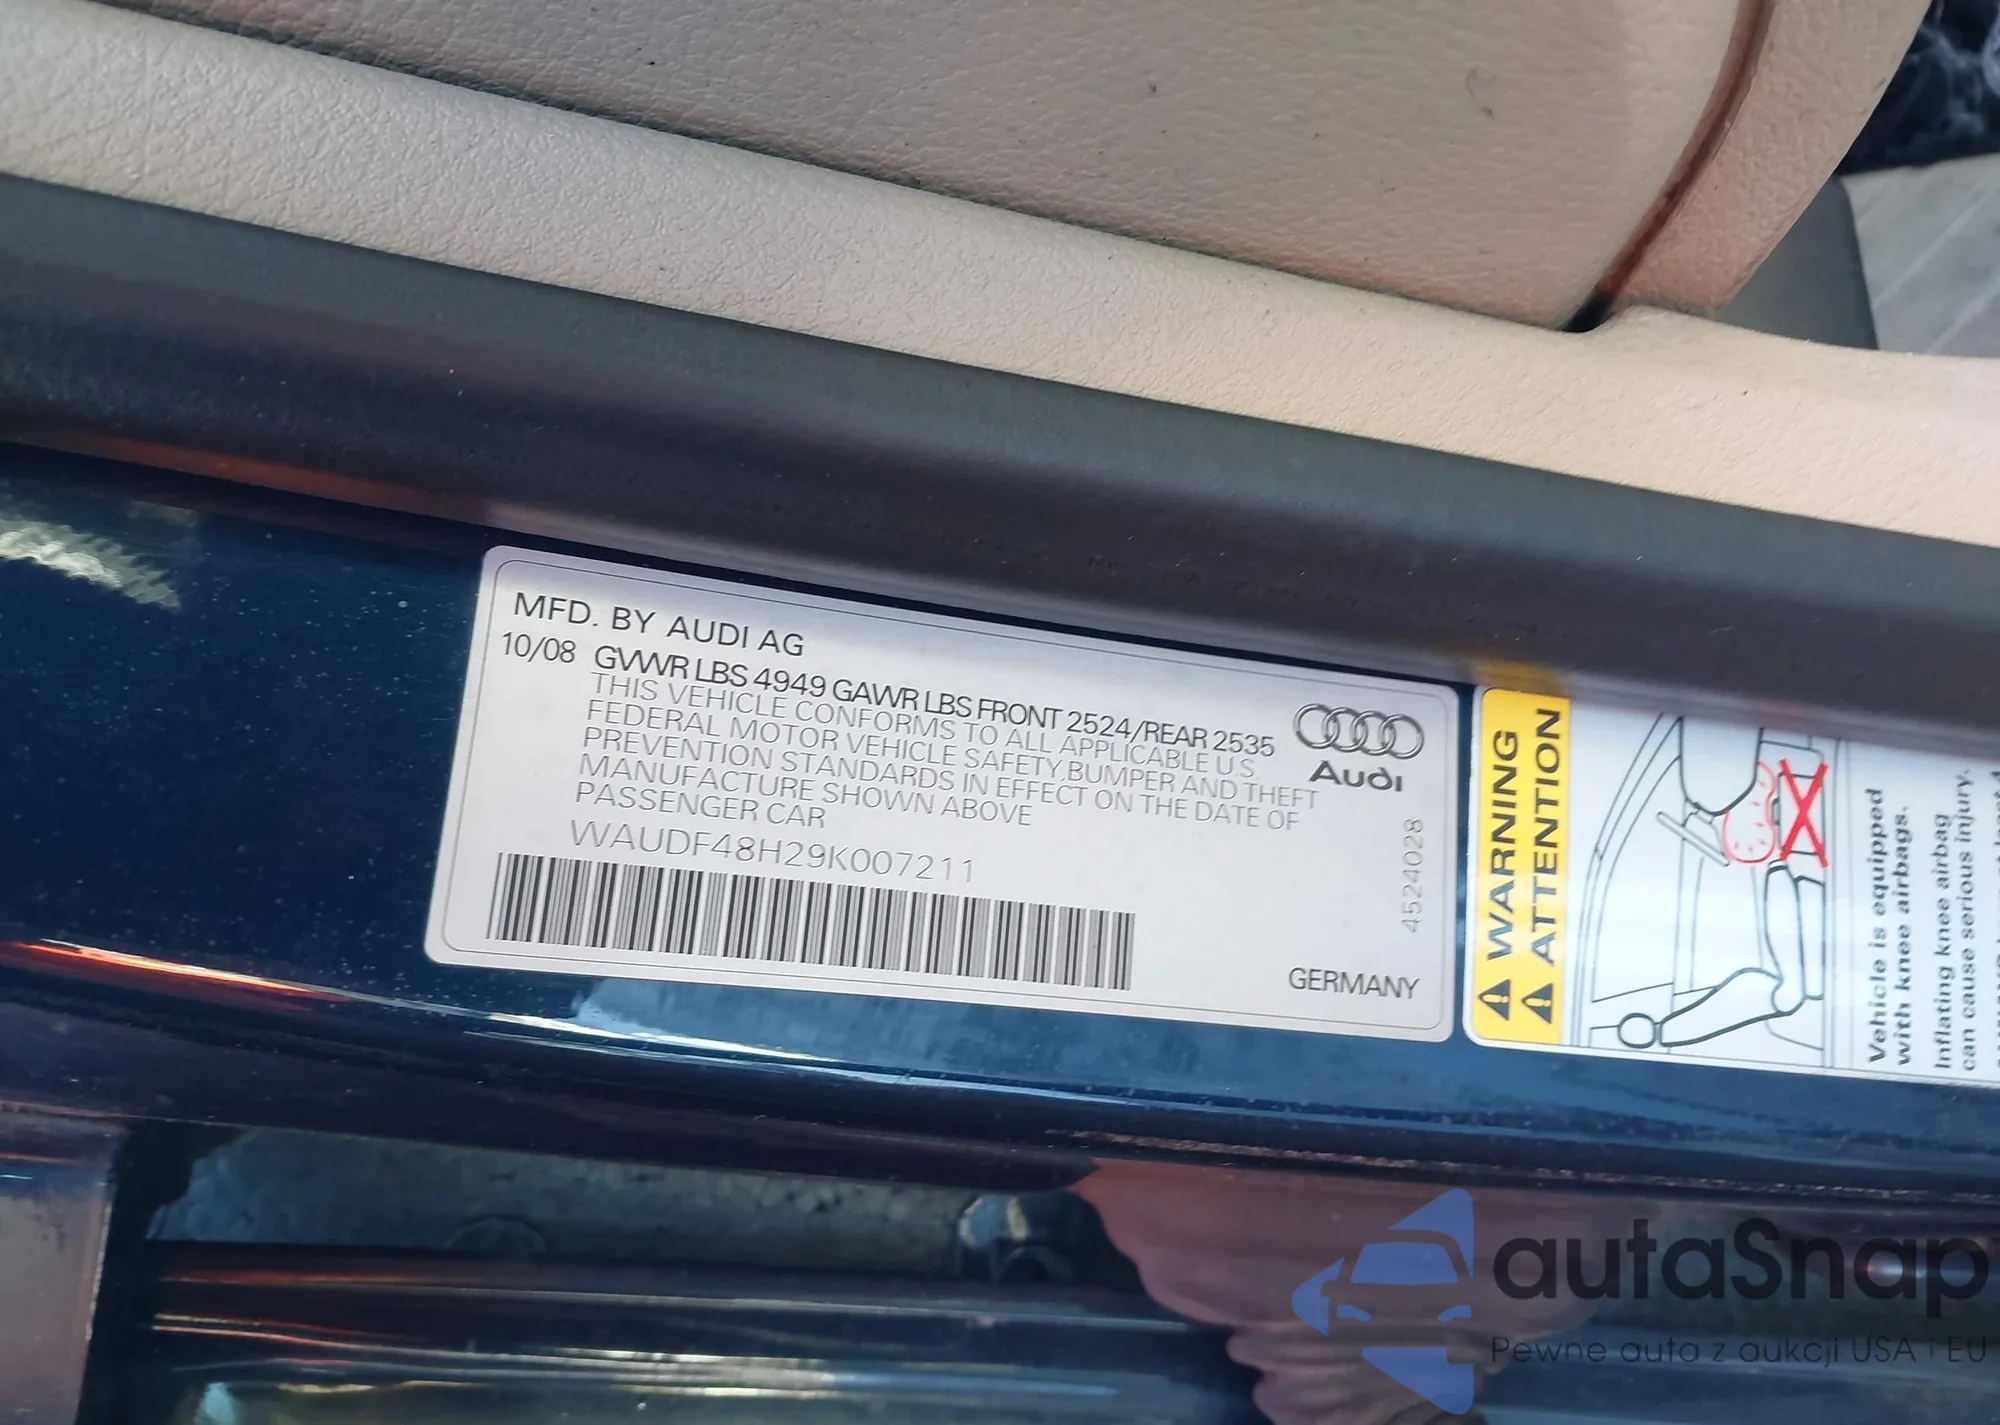 MFD. BY AUDI AG
10/08 GVWR LBS 4949 GAWR LBS FRONT 2524/REAR 2535
THIS VEHICLE CONFORMS TO ALL APPLICABLE U.S.
FEDERAL MOTOR VEHICLE SAFETY,BUMPER AND THEFT
PREVENTION STANDARDS IN EFFECT ON THE DATE OF
MANUFACTURE SHOWN ABOVE
PASSENGER CAR
WAUDF48H29K007211
Audi
4524028
GERMANY
WARNING
ATTENTION
Vehicle is equipped
with knee airbags.
Inflating knee airbag
can cause serious injury.
autaSnap
Pewne auta z aukcji USA i EU